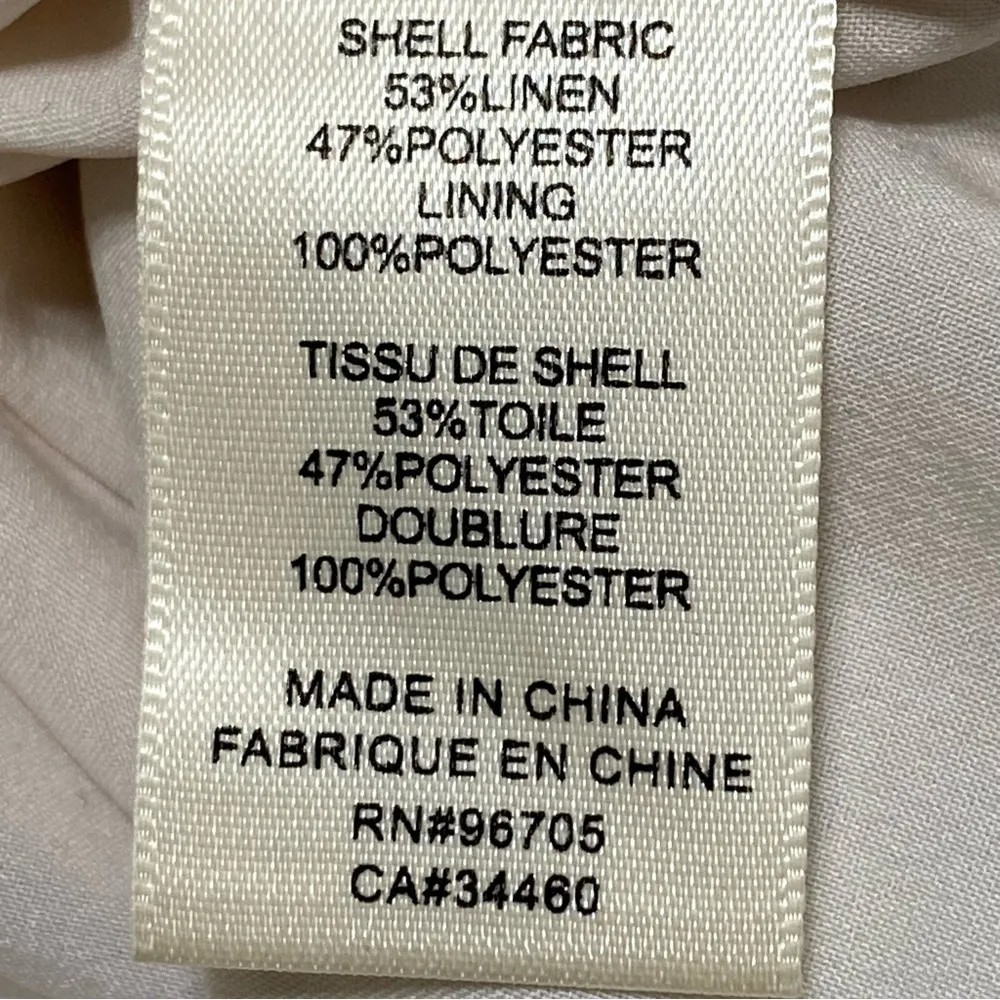 SHELL FABRIC
53%LINEN
47%POLYESTER
LINING
100%POLYESTER
TISSU DE SHELL
53%TOILE
47%POLYESTER
DOUBLURE
100%POLYESTER
MADE IN CHINA
FABRIQUE EN CHINE
RN#96705
CA#34460